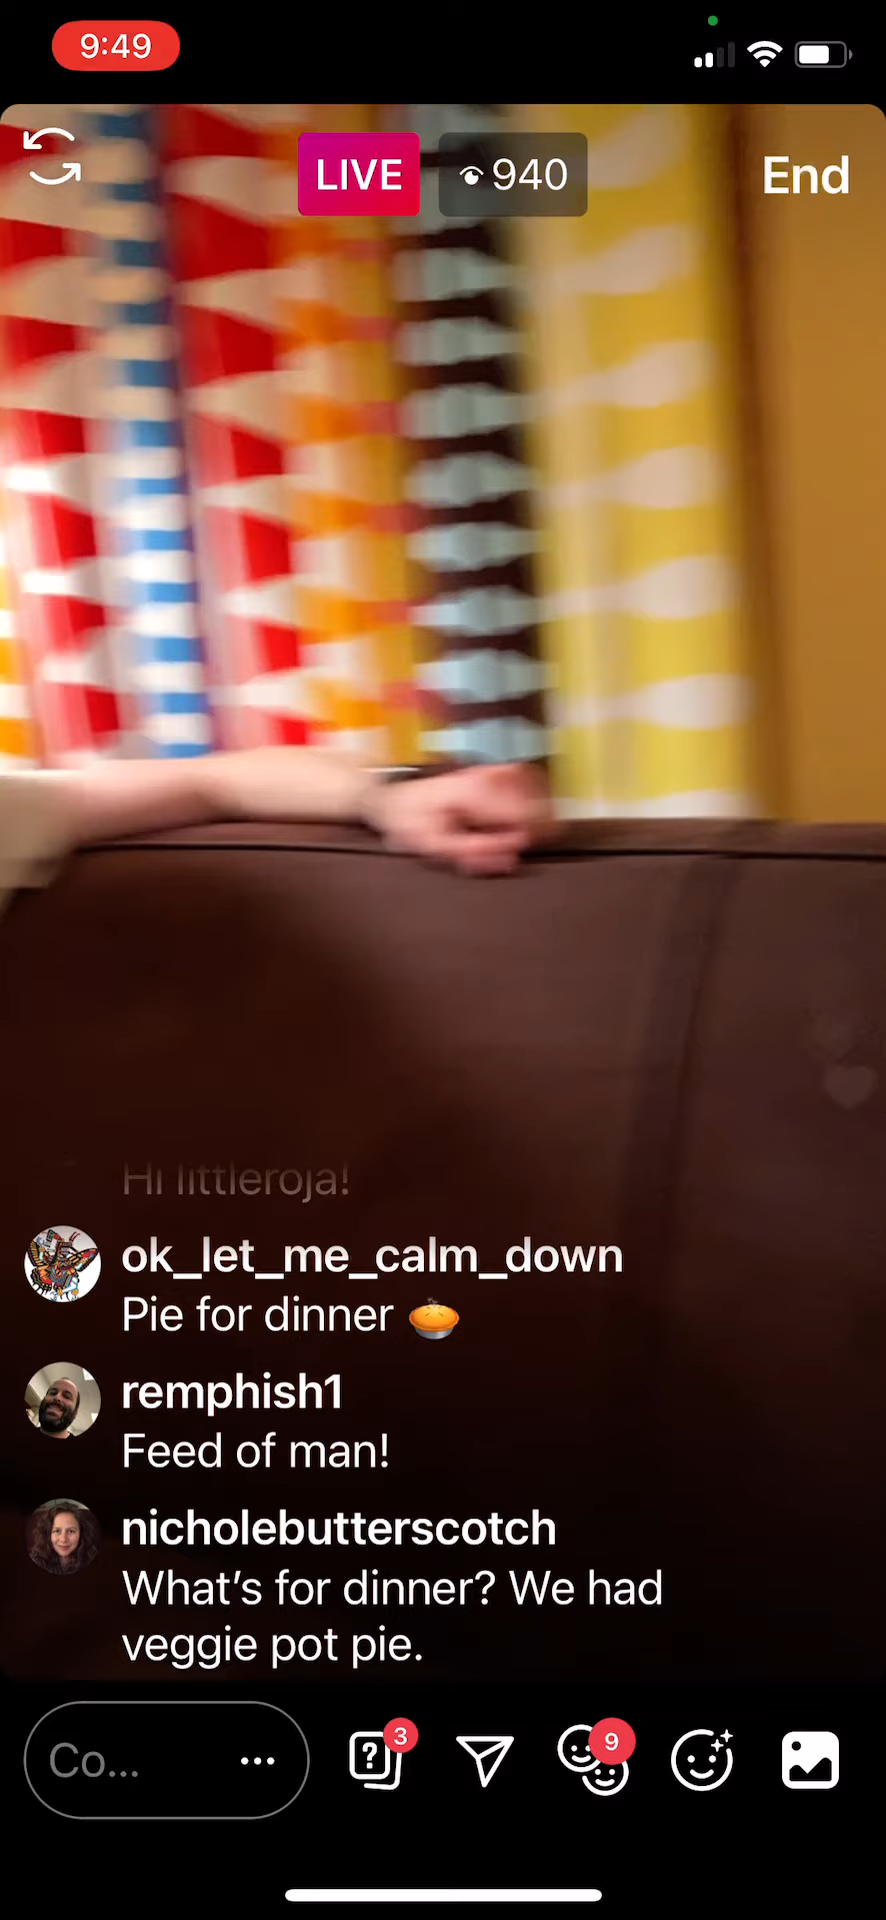 9:49
LIVE
940
End
Hi littleroja!
ok_let_me_calm_down
Pie for dinner 🥧
remphish1
Feed of man!
nicholebutterscotch
What's for dinner? We had
veggie pot pie.
Co...
3
9